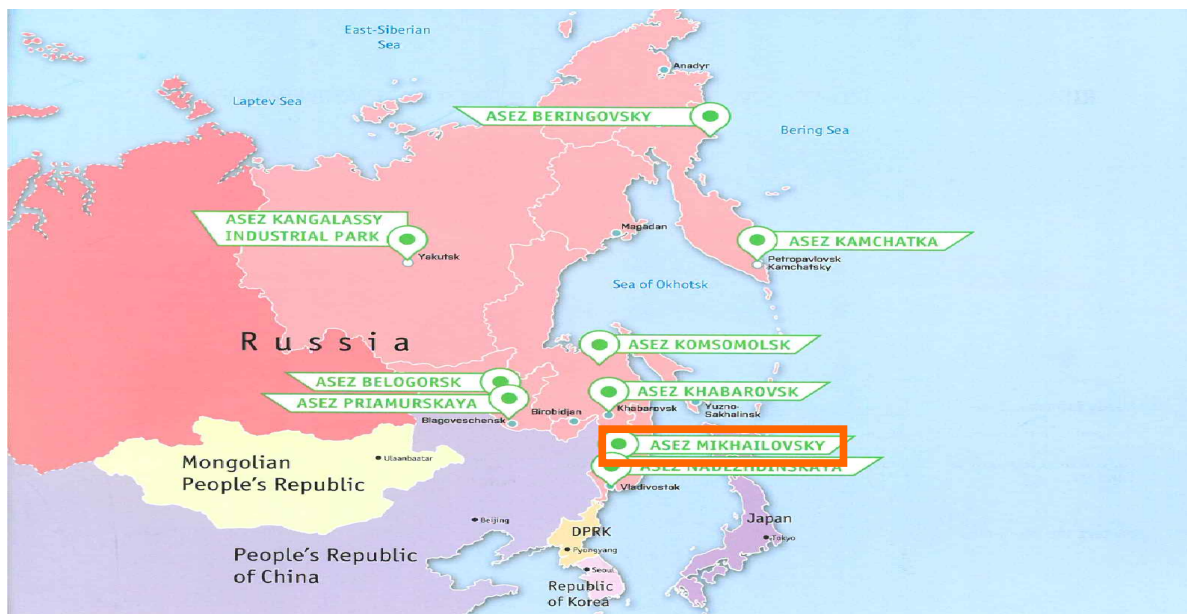 East-Siberian
Sea
Anadyr
Laptev Sea
ASEZ BERINGOVSKY
Bering Sea
ASEZ KANGALASSY
INDUSTRIAL PARK
Yakutsk
Magadan
ASEZ KAMCHATKA
Petropavlovsk
Kamchatsky
Sea of Okhotsk
Russia
ASEZ KOMSOMOLSK
ASEZ BELOGORSK
ASEZ PRIAMURSKAYA
ASEZ KHABAROVSK
Blagoveschensk
Birobidjan
Khabarovsk
Yuzno-
Sakhalinsk
ASEZ MIKHAILOVSKY
ASEZ NADEZHDINSKAYA
Vladivostok
Mongolian
People's Republic
Ulaanbaatar
Beijing
DPRK
Pyongyang
Seoul
Republic
of Korea
Japan
Tokyo
People's Republic
of China